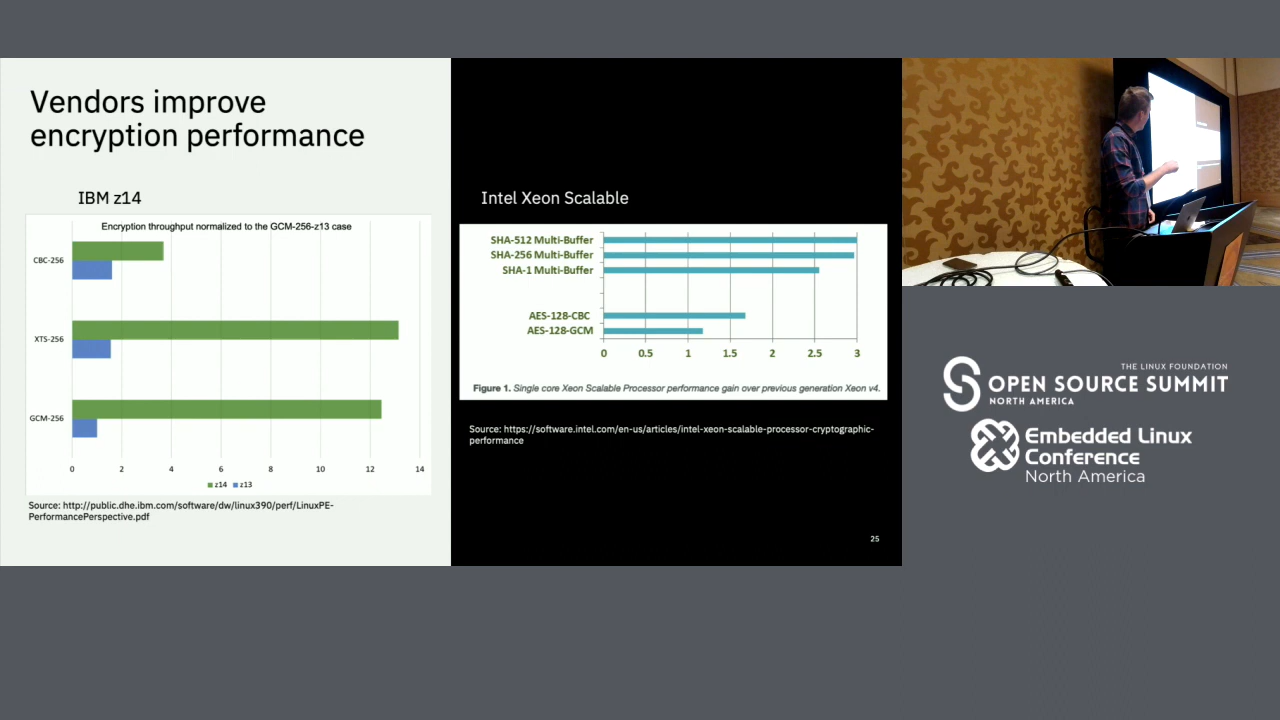 Vendors improve
encryption performance
IBM z14
Encryption throughput normalized to the GCM-256-z13 case
CBC-256
XTS-256
GCM-256
0 2 4 6 8 10 12 14
z14 z13
Source: http://public.dhe.ibm.com/software/dw/linux390/perf/LinuxPE-
PerformancePerspective.pdf
Intel Xeon Scalable
SHA-512 Multi-Buffer
SHA-256 Multi-Buffer
SHA-1 Multi-Buffer
AES-128-CBC
AES-128-GCM
0 0.5 1 1.5 2 2.5 3
Figure 1. Single core Xeon Scalable Processor performance gain over previous generation Xeon v4.
Source: https://software.intel.com/en-us/articles/intel-xeon-scalable-processor-cryptographic-
performance
25
THE LINUX FOUNDATION
OPEN SOURCE SUMMIT
NORTH AMERICA
Embedded Linux
Conference
North America